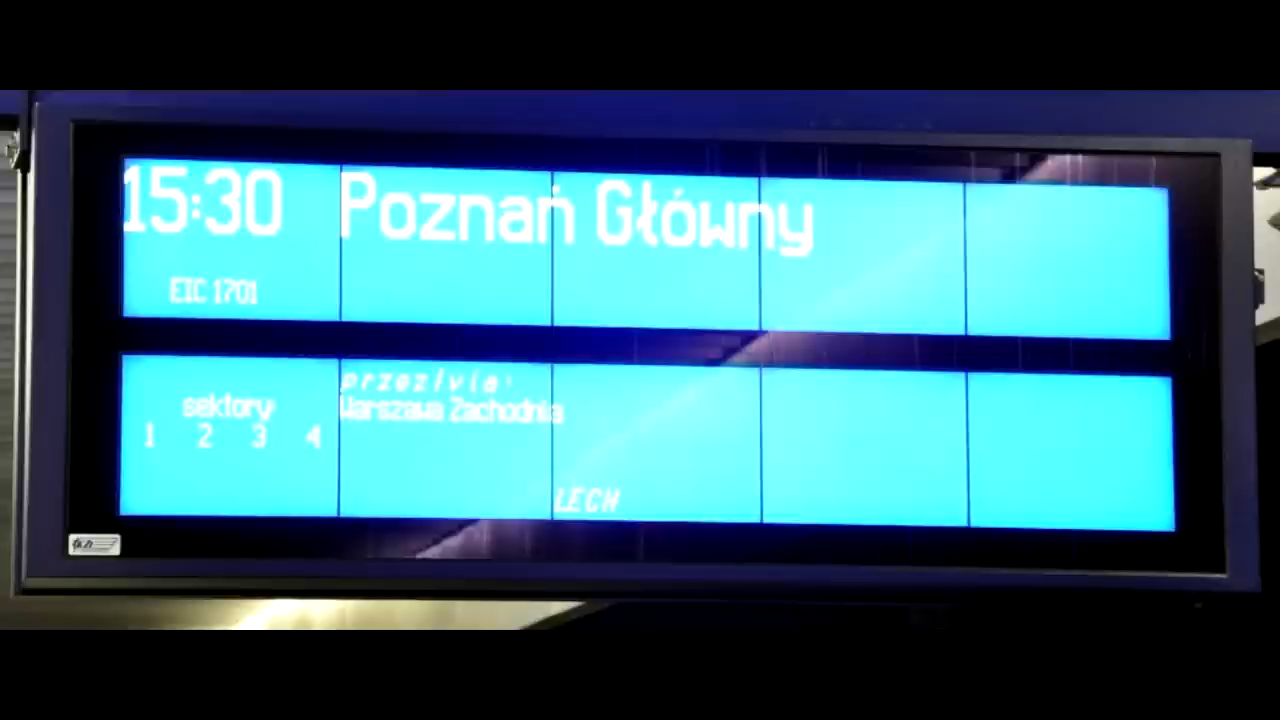 15:30 Poznań Główny
EIC 1701
przez/via:
sektory: Warszawa Zachodnia
1 2 3 4
LECH